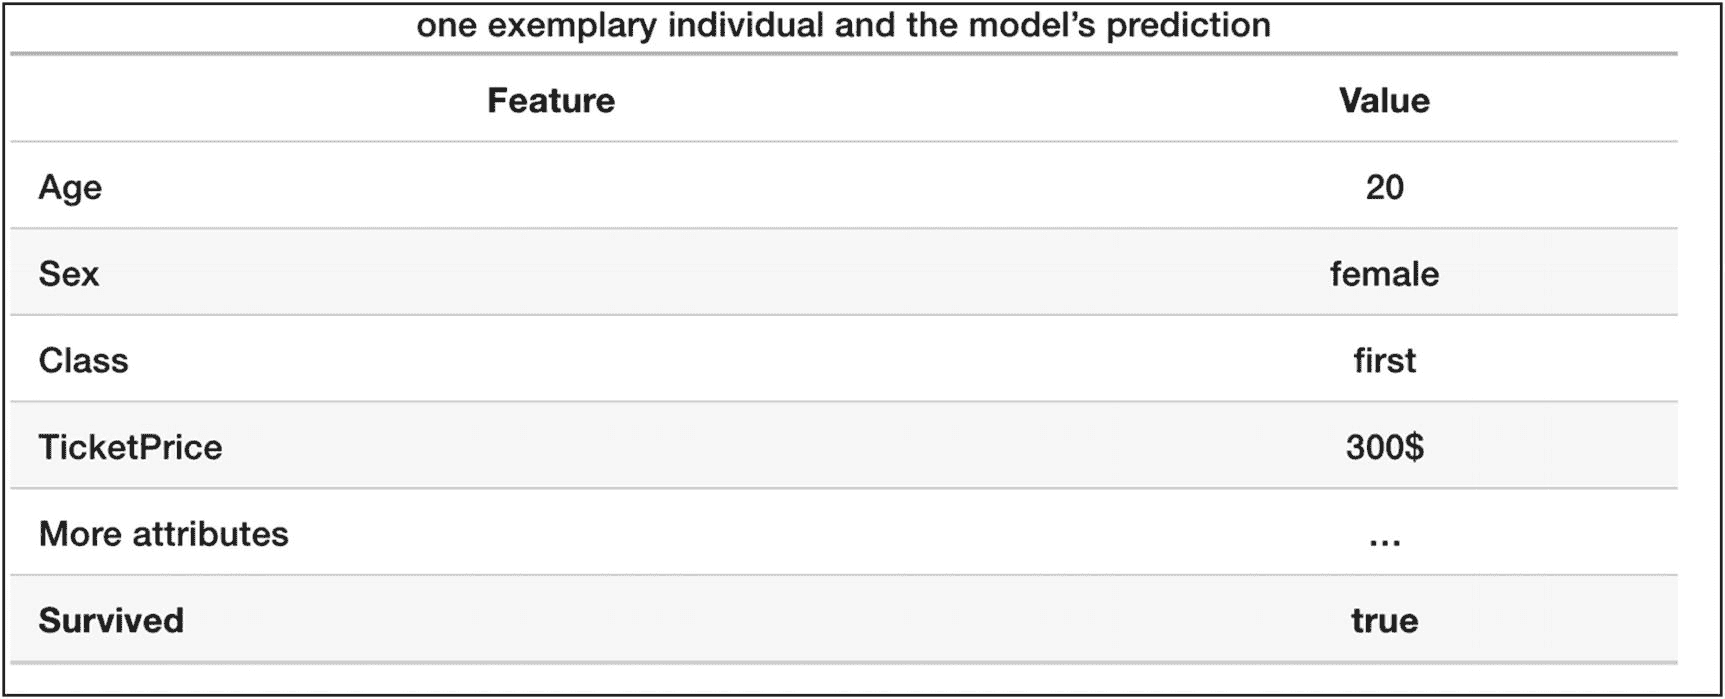 one exemplary individual and the model's prediction
Feature Value
Age 20
Sex female
Class first
TicketPrice 300$
More attributes ...
Survived true